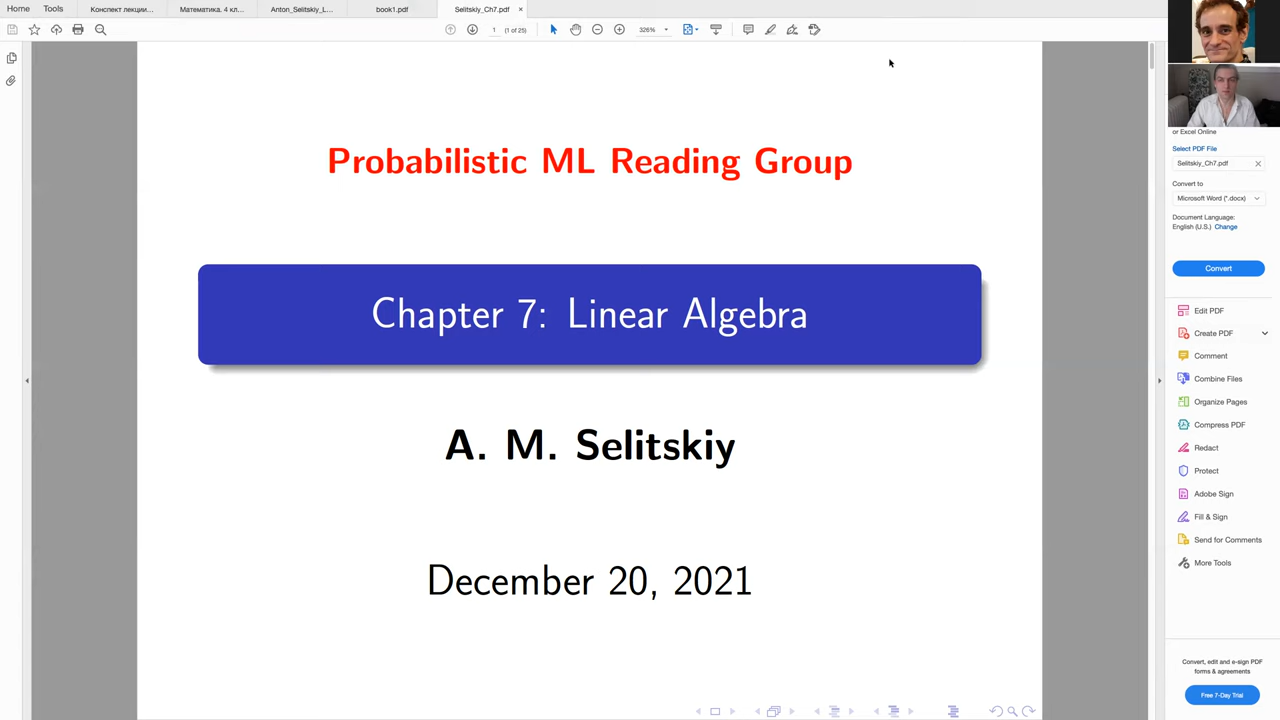 Home
Tools
Конспект лекции...
Математика. 4 кл...
Anton_Selitskiy_L...
book1.pdf
Selitskiy_Ch7.pdf ×
1 (1 of 25)
326%
Probabilistic ML Reading Group
Chapter 7: Linear Algebra
A. M. Selitskiy
December 20, 2021
or Excel Online
Select PDF File
Selitskiy_Ch7.pdf
Convert to
Microsoft Word (*.docx)
Document Language:
English (U.S.) Change
Convert
Edit PDF
Create PDF
Comment
Combine Files
Organize Pages
Compress PDF
Redact
Protect
Adobe Sign
Fill & Sign
Send for Comments
More Tools
Convert, edit and e-sign PDF
forms & agreements
Free 7-Day Trial